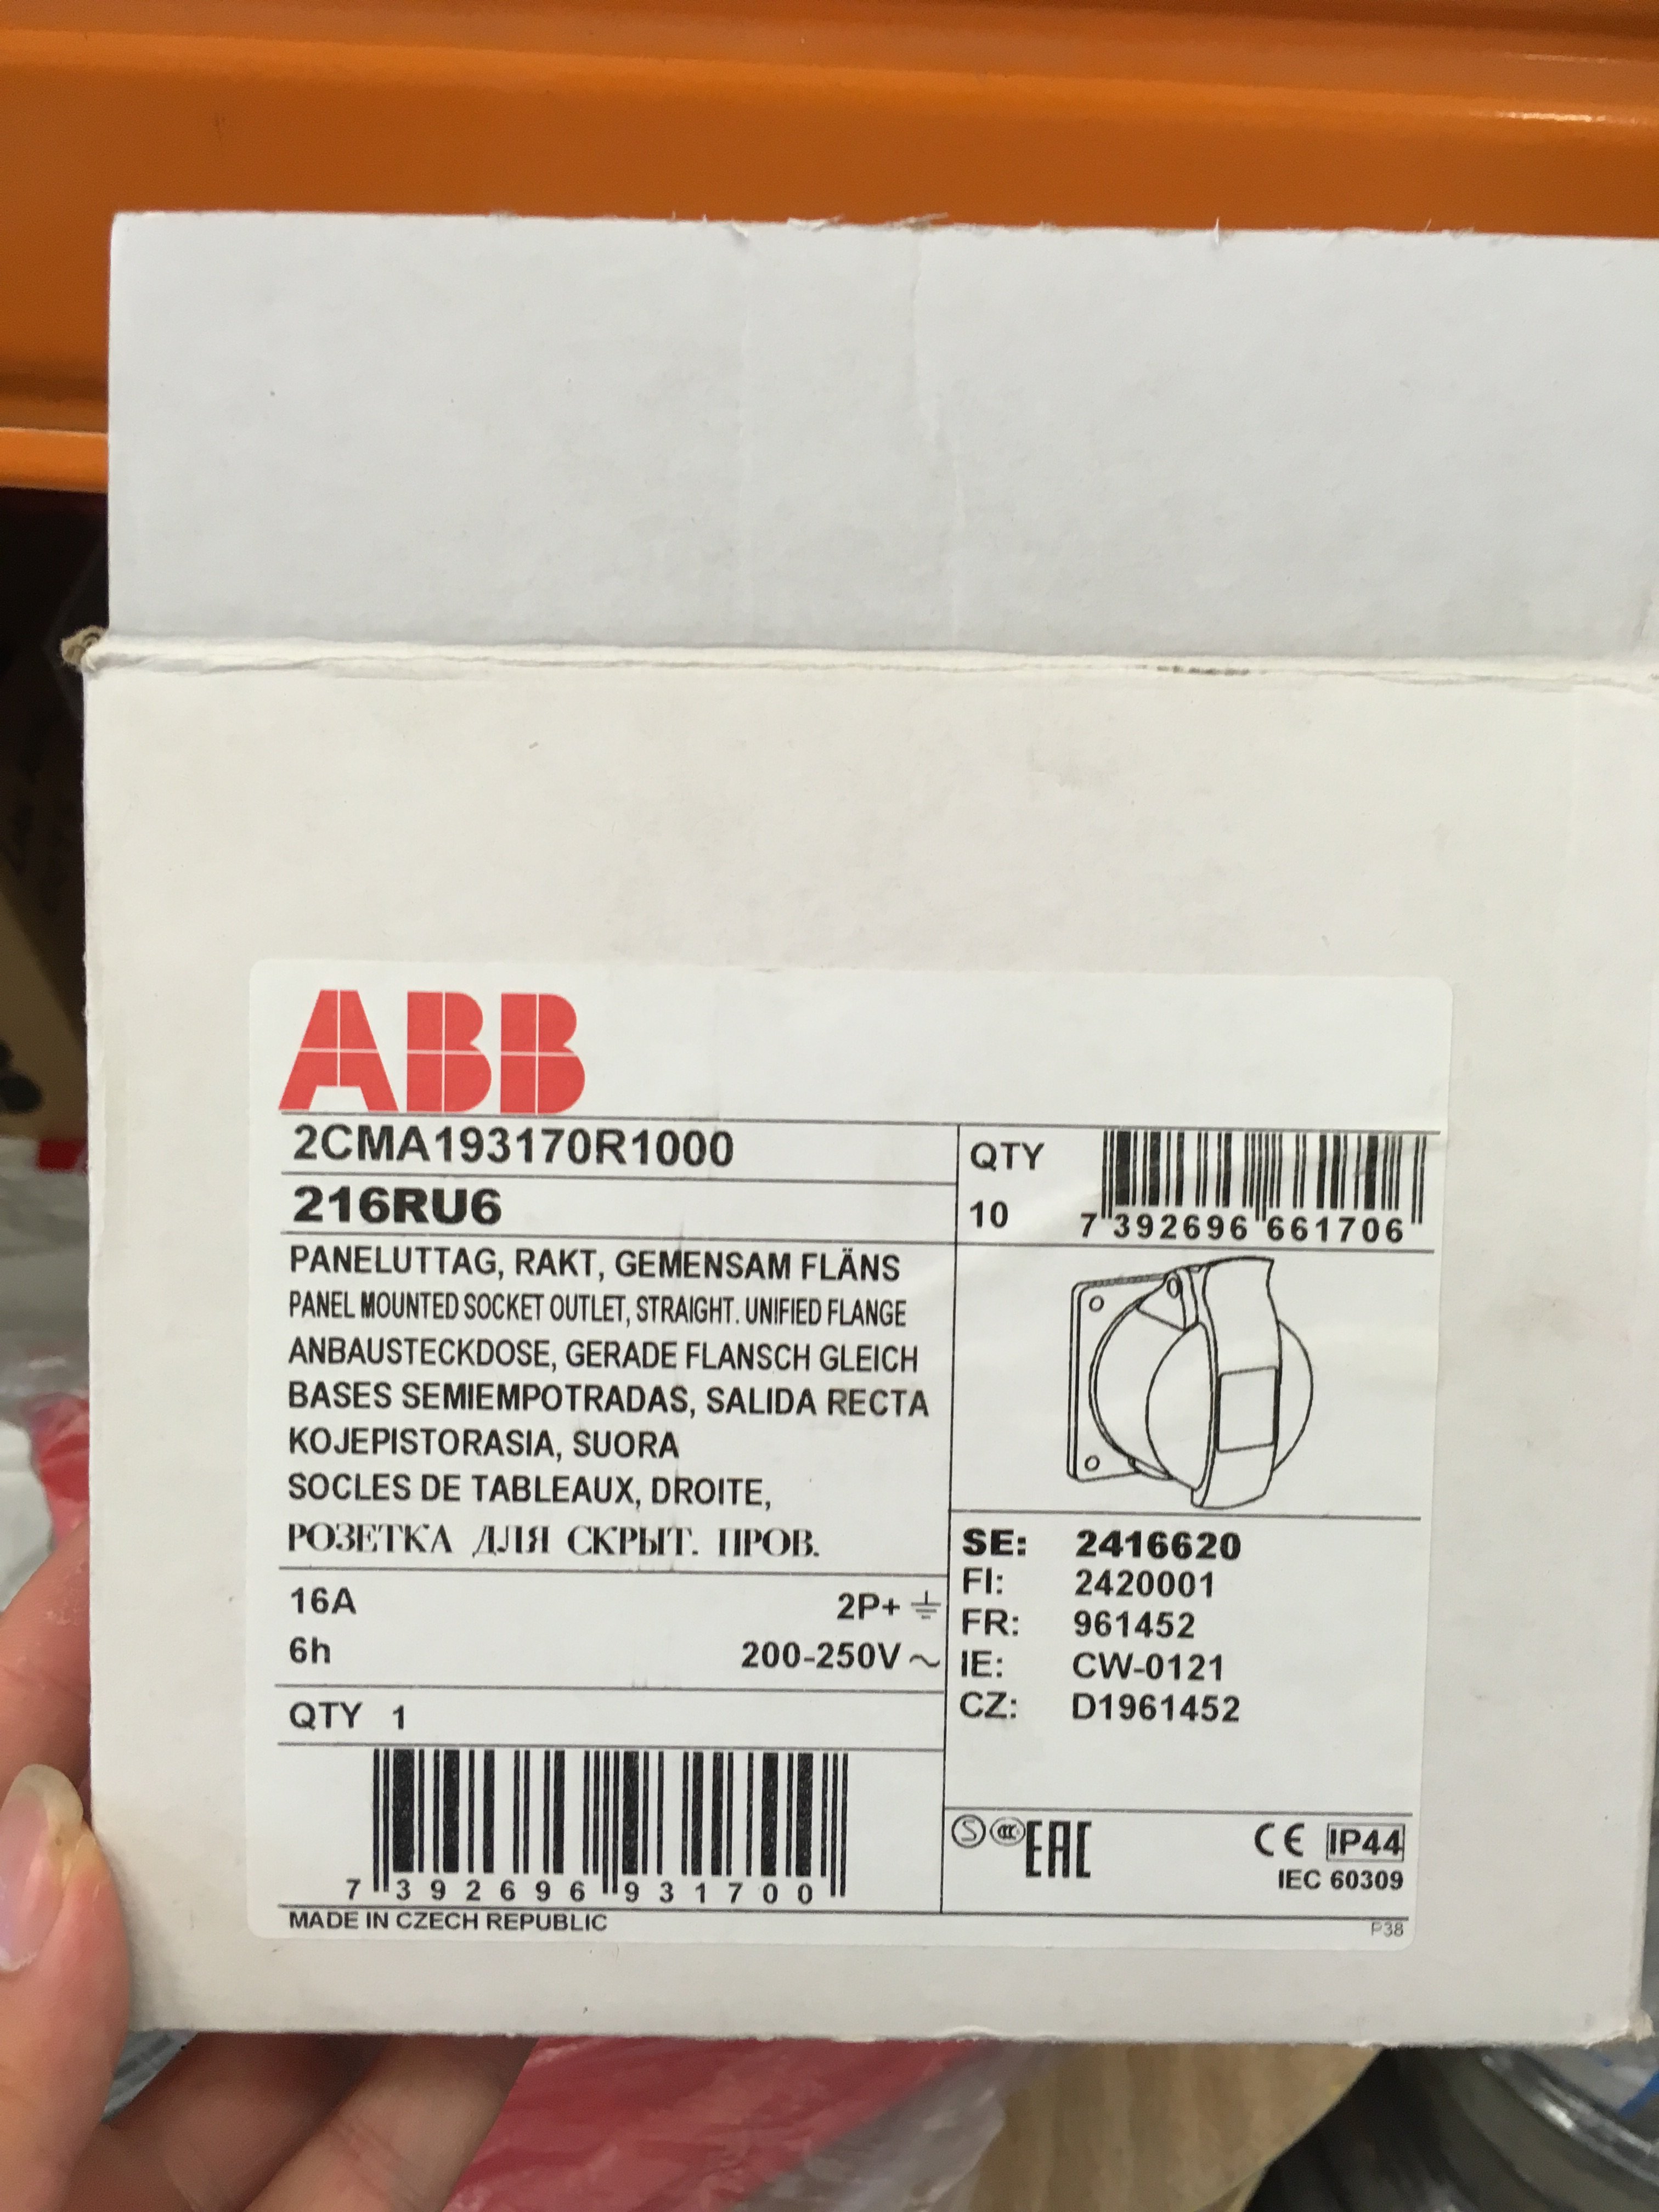 ABB
2CMA193170R1000
216RU6
QTY
10
7 392696 661706
PANELUTTAG, RAKT, GEMENSAM FLÄNS
PANEL MOUNTED SOCKET OUTLET, STRAIGHT. UNIFIED FLANGE
ANBAUSTECKDOSE, GERADE FLANSCH GLEICH
BASES SEMIEMPOTRADAS, SALIDA RECTA
KOJEPISTORASIA, SUORA
SOCLES DE TABLEAUX, DROITE,
РОЗЕТКА ДЛЯ СКРЫТ. ПРОВ.
16A 2P+⏚
6h 200-250V~
QTY 1
7 392696 931700
SE: 2416620
FI: 2420001
FR: 961452
IE: CW-0121
CZ: D1961452
S CCC EAC CE IP44
IEC 60309
MADE IN CZECH REPUBLIC
P38